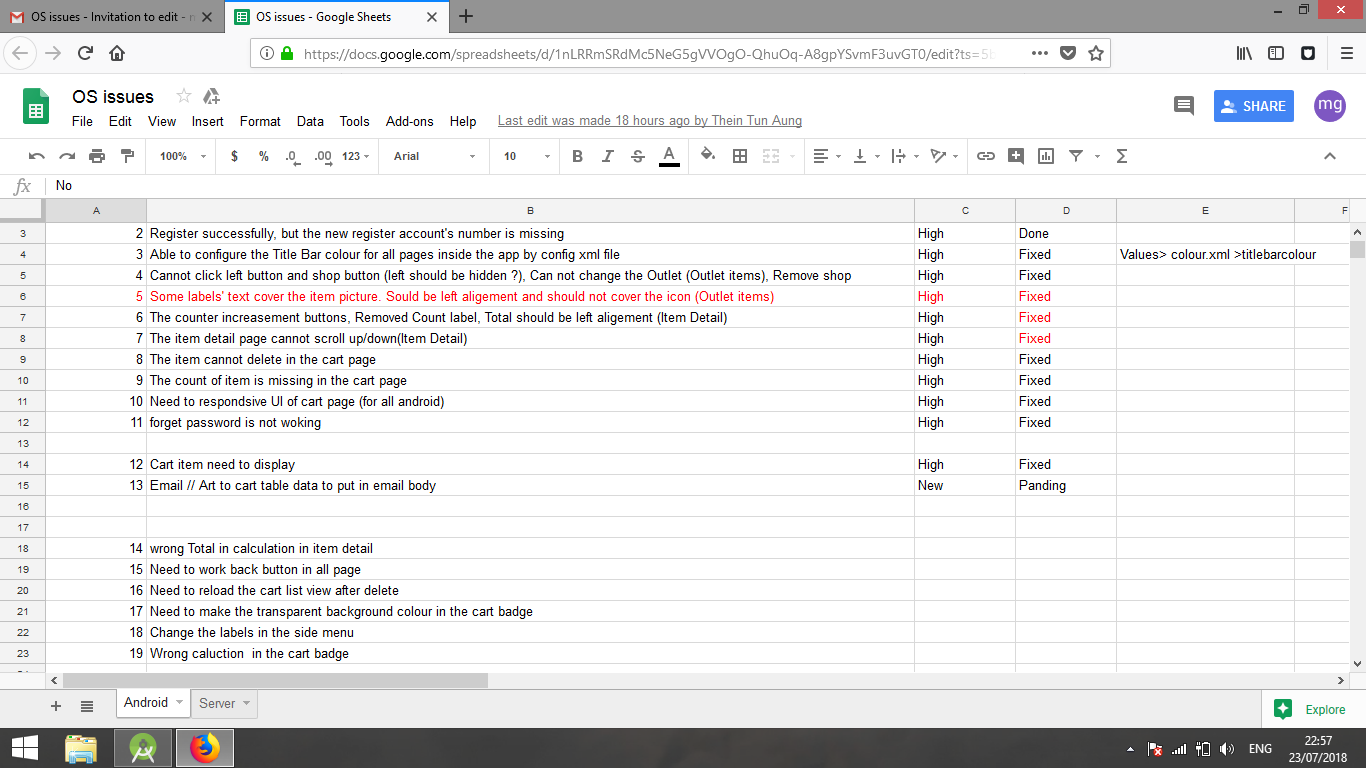 OS issues - Invitation to edit - n
OS issues - Google Sheets
https://docs.google.com/spreadsheets/d/1nLRRmSRdMc5NeG5gVVOgO-QhuOq-A8gpYSvmF3uvGT0/edit?ts=5b
OS issues
SHARE
mg
File Edit View Insert Format Data Tools Add-ons Help Last edit was made 18 hours ago by Thein Tun Aung
100% $ % .0 .00 123 Arial 10 B I S A
fx No
A B C D E F
3 2 Register successfully, but the new register account's number is missing High Done
4 3 Able to configure the Title Bar colour for all pages inside the app by config xml file High Fixed Values> colour.xml >titlebarcolour
5 4 Cannot click left button and shop button (left should be hidden ?), Can not change the Outlet (Outlet items), Remove shop High Fixed
6 5 Some labels' text cover the item picture. Sould be left aligement and should not cover the icon (Outlet items) High Fixed
7 6 The counter increasement buttons, Removed Count label, Total should be left aligement (Item Detail) High Fixed
8 7 The item detail page cannot scroll up/down(Item Detail) High Fixed
9 8 The item cannot delete in the cart page High Fixed
10 9 The count of item is missing in the cart page High Fixed
11 10 Need to respondsive UI of cart page (for all android) High Fixed
12 11 forget password is not woking High Fixed
13
14 12 Cart item need to display High Fixed
15 13 Email // Art to cart table data to put in email body New Panding
16
17
18 14 wrong Total in calculation in item detail
19 15 Need to work back button in all page
20 16 Need to reload the cart list view after delete
21 17 Need to make the transparent background colour in the cart badge
22 18 Change the labels in the side menu
23 19 Wrong caluction  in the cart badge
Android Server
Explore
ENG
22:57
23/07/2018